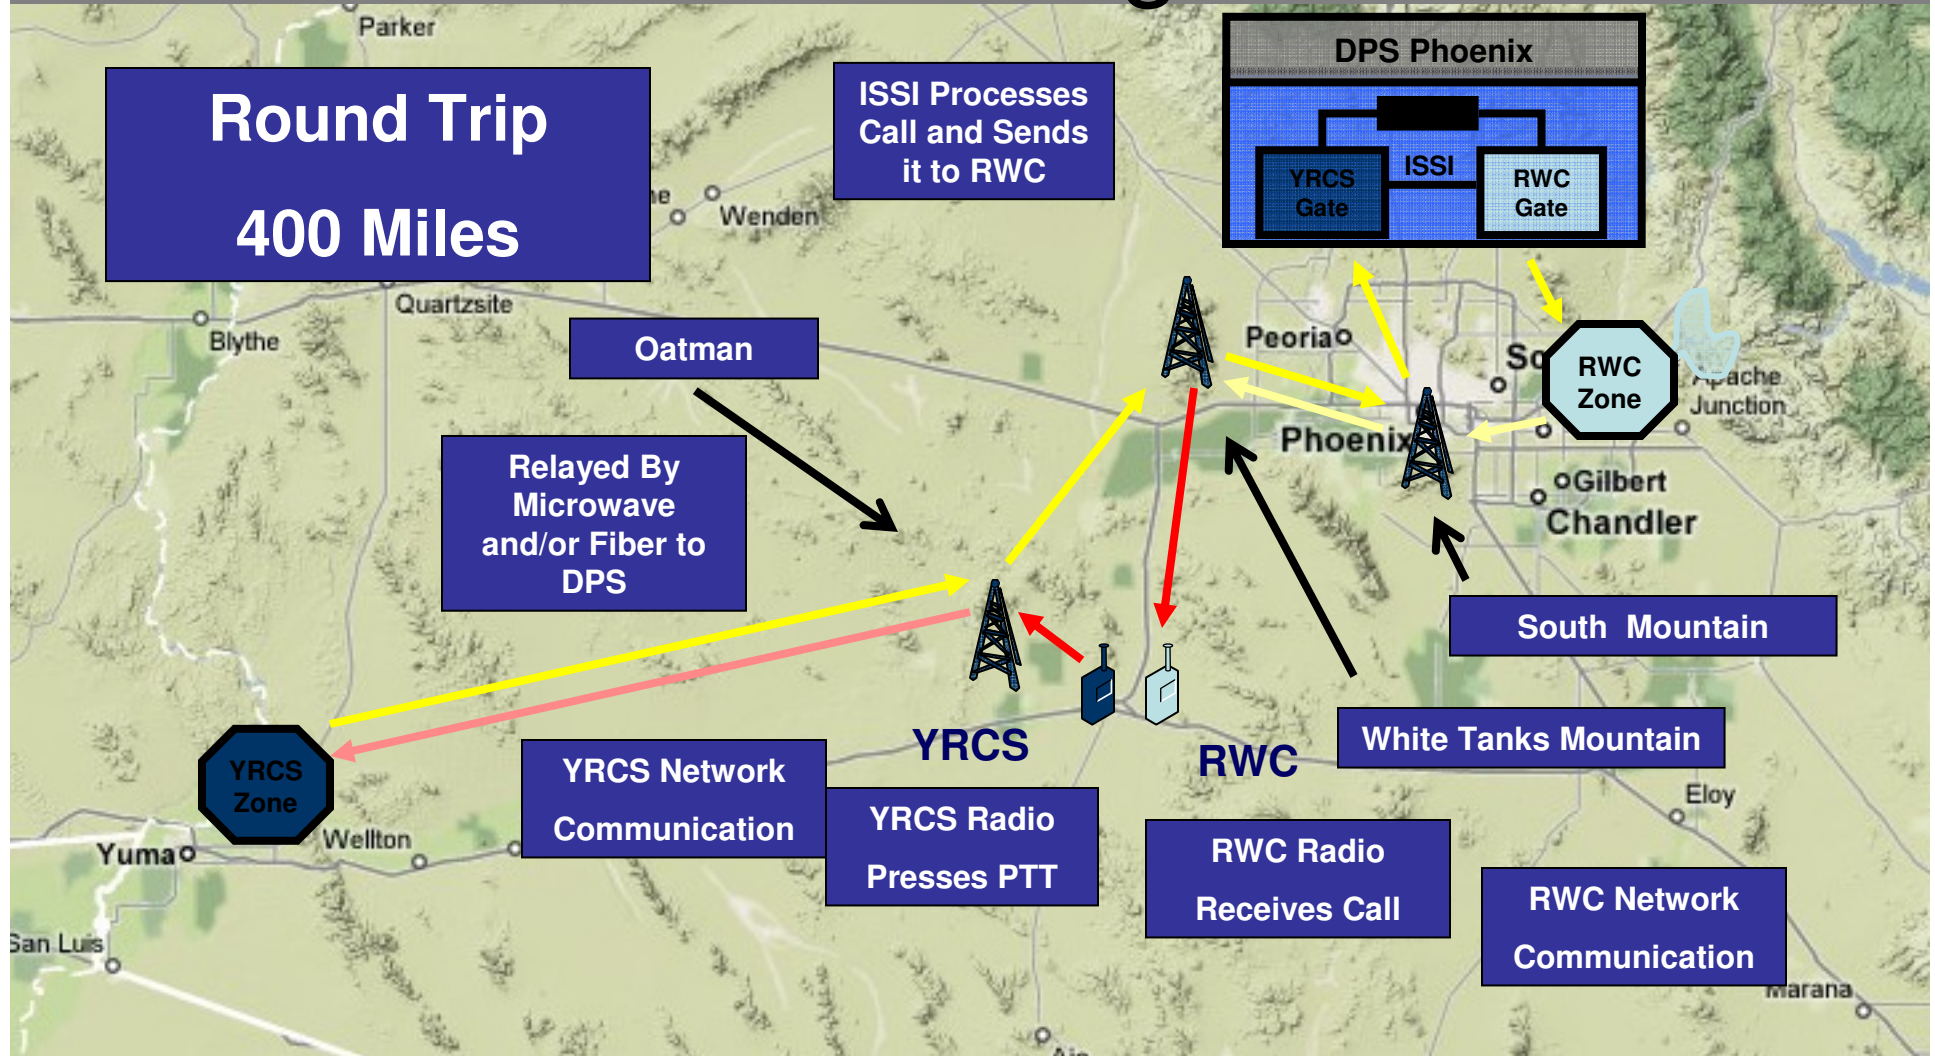 Parker
DPS Phoenix
Round Trip
400 Miles
ISSI Processes
Call and Sends
it to RWC
ISSI
YRCS
Gate
RWC
Gate
Wenden
Quartzsite
Blythe
Oatman
Peoria
RWC
Zone
Apache
Junction
Phoenix
Relayed By
Microwave
and/or Fiber to
DPS
Gilbert
Chandler
South Mountain
White Tanks Mountain
YRCS
RWC
YRCS
Zone
YRCS Network
Communication
YRCS Radio
Presses PTT
RWC Radio
Receives Call
RWC Network
Communication
Eloy
Wellton
Yuma
San Luis
Marana